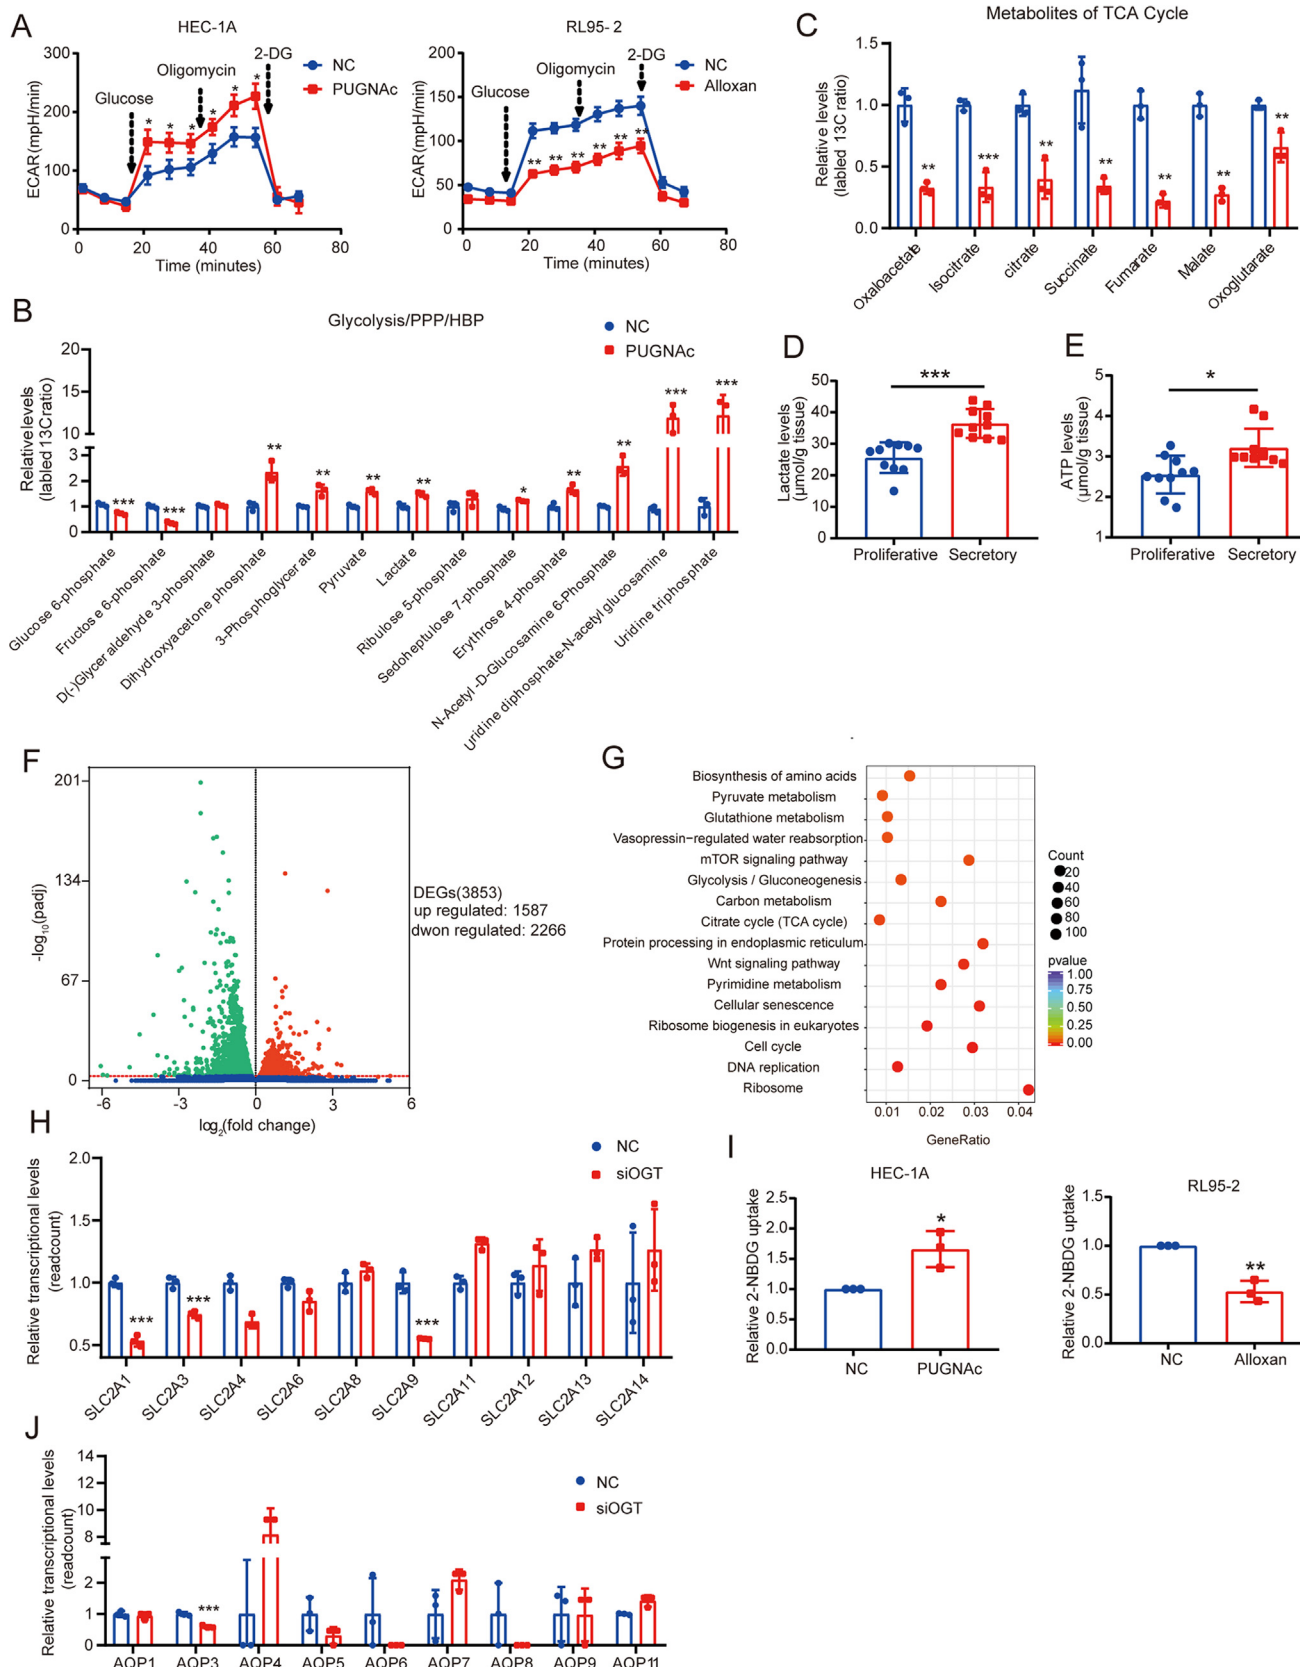 A
HEC-1A
ECAR (mpH/min)
300
200
100
0
0
20
40
60
80
Time (minutes)
Glucose
Oligomycin
2-DG
NC
PUGNAc
* * * * * *
RL95-2
ECAR (mpH/min)
200
150
100
50
0
0
20
40
60
80
Time (minutes)
Glucose
Oligomycin
2-DG
NC
Alloxan
** ** ** ** ** **
C
Metabolites of TCA Cycle
Relative levels
(labled 13C ratio)
1.5
1.0
0.5
0.0
** *** ** ** ** ** **
Oxaloacetate
Isocitrate
citrate
Succinate
Fumarate
Malate
Oxoglutarate
B
Glycolysis/PPP/HBP
NC
PUGNAc
Relative levels
(labled 13C ratio)
20
15
10
3
2
1
0
*** *** ** ** ** ** * ** ** *** ***
Glucose 6-phosphate
Fructose 6-phosphate
D(-)Glyceraldehyde 3-phosphate
Dihydroxyacetone phosphate
3-Phosphoglycerate
Pyruvate
Lactate
Ribulose 5-phosphate
Sedoheptulose 7-phosphate
Erythrose 4-phosphate
N-Acetyl -D-Glucosamine 6-Phosphate
Uridine diphosphate-N-acetyl glucosamine
Uridine triphosphate
D
Lactate levels
(μmol/g tissue)
50
40
30
20
10
0
***
Proliferative
Secretory
E
ATP levels
(μmol/g tissue)
5
4
3
2
1
*
Proliferative
Secretory
F
-log10(padj)
201
134
67
0
-6
-3
0
3
6
log2(fold change)
DEGs(3853)
up regulated: 1587
dwon regulated: 2266
G
Biosynthesis of amino acids
Pyruvate metabolism
Glutathione metabolism
Vasopressin−regulated water reabsorption
mTOR signaling pathway
Glycolysis / Gluconeogenesis
Carbon metabolism
Citrate cycle (TCA cycle)
Protein processing in endoplasmic reticulum
Wnt signaling pathway
Pyrimidine metabolism
Cellular senescence
Ribosome biogenesis in eukaryotes
Cell cycle
DNA replication
Ribosome
0.01
0.02
0.03
0.04
GeneRatio
Count
20
40
60
80
100
pvalue
1.00
0.75
0.50
0.25
0.00
H
NC
siOGT
Relative transcriptional levels
(readcount)
2.0
1.5
1.0
0.5
*** *** ***
SLC2A1
SLC2A3
SLC2A4
SLC2A6
SLC2A8
SLC2A9
SLC2A11
SLC2A12
SLC2A13
SLC2A14
I
HEC-1A
Relative 2-NBDG uptake
2.5
2.0
1.5
1.0
0.5
0.0
*
NC
PUGNAc
RL95-2
Relative 2-NBDG uptake
1.5
1.0
0.5
0.0
**
NC
Alloxan
J
NC
siOGT
Relative transcriptional levels
(readcount)
14
12
10
8
2
1
0
***
AQP1
AQP3
AQP4
AQP5
AQP6
AQP7
AQP8
AQP9
AQP11